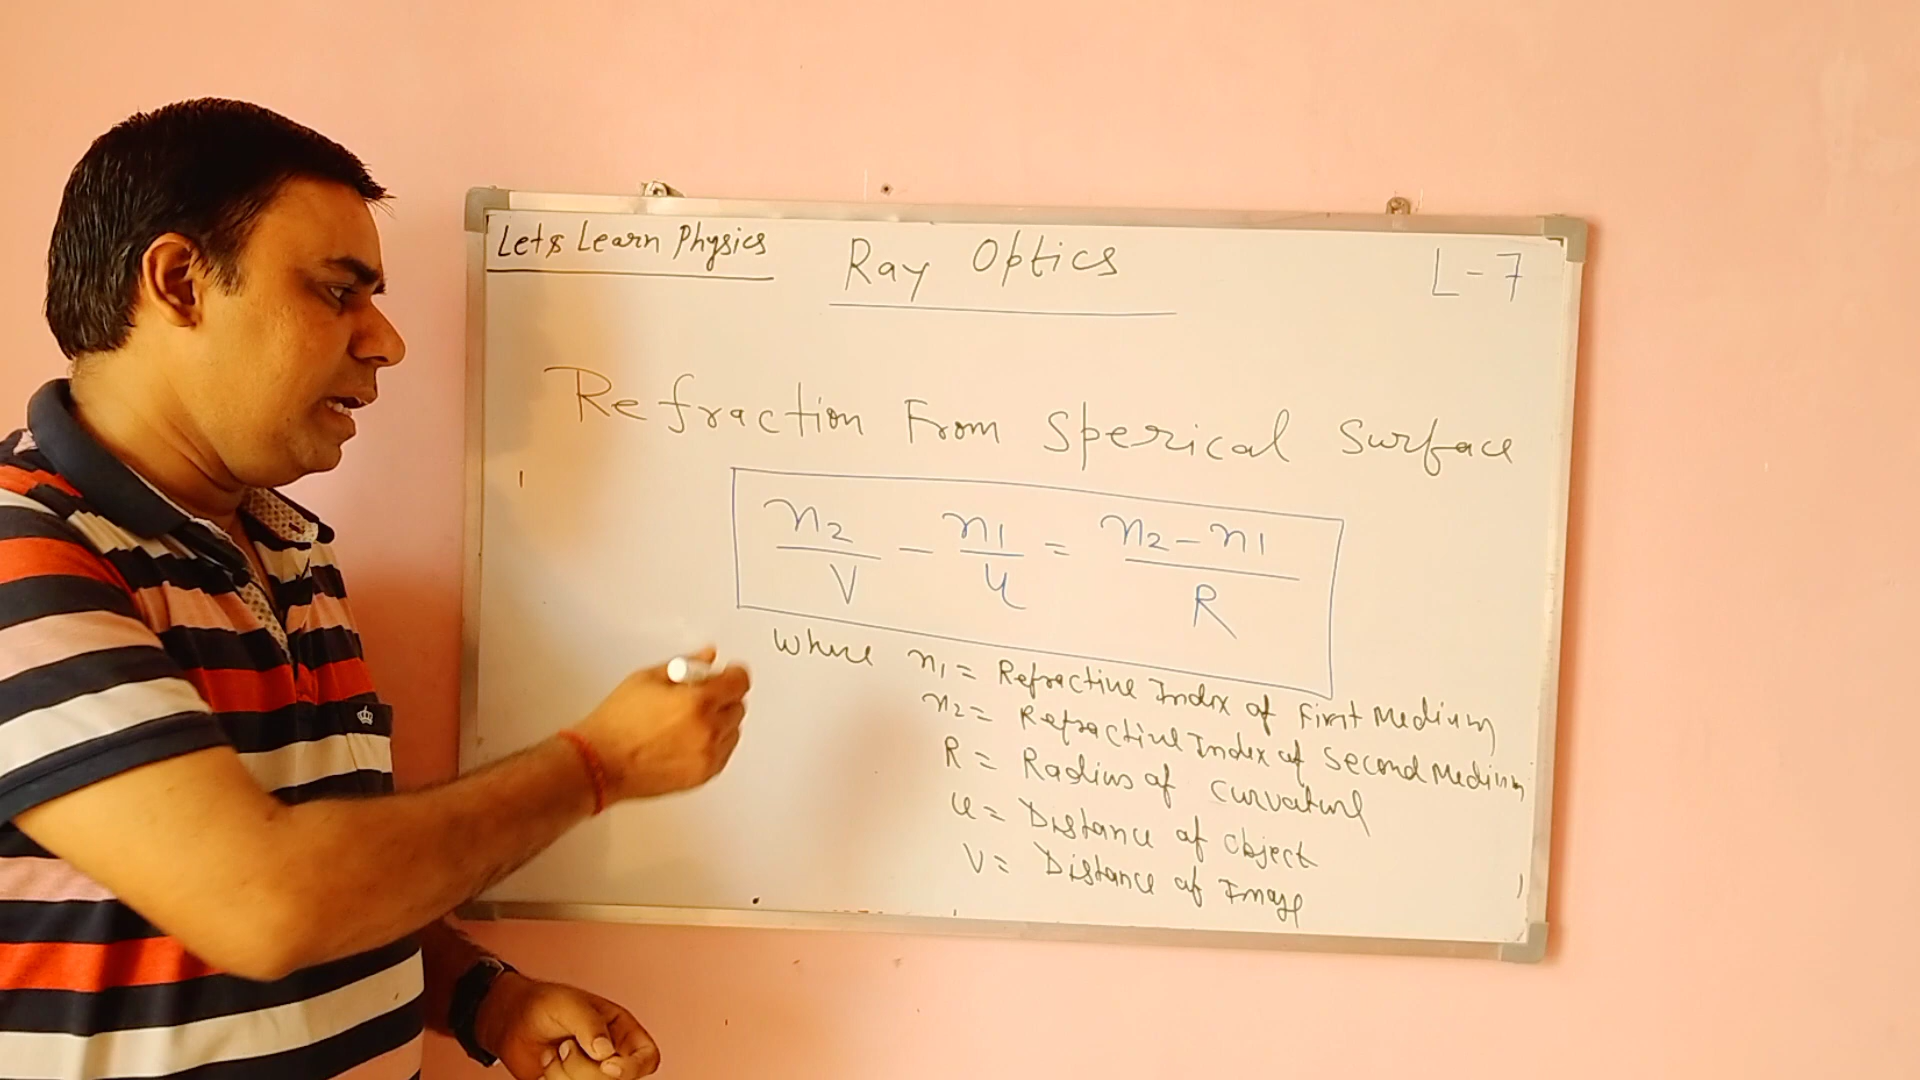 Lets Learn Physics
Ray Optics
L-7
Refraction From Sperical Surface
n2/V - n1/u = n2-n1/R
Where n1 = Refractive Index of First Medium
n2 = Refractive Index of Second Medium
R = Radius of Curvature
u = Distance of object
V = Distance of Image